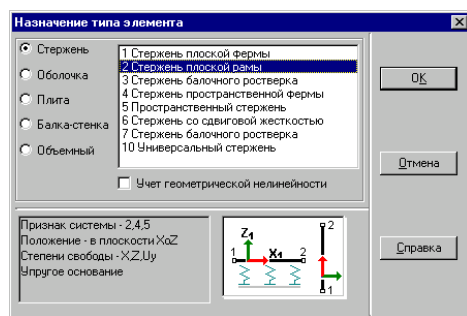 Назначение типа элемента
Стержень
Оболочка
Плита
Балка-стенка
Объемный
1 Стержень плоской фермы
2 Стержень плоской рамы
3 Стержень балочного ростверка
4 Стержень пространственной фермы
5 Пространственный стержень
6 Стержень со сдвиговой жесткостью
7 Стержень балочного ростверка
10 Универсальный стержень
Учет геометрической нелинейности
OK
Отмена
Справка
Признак системы - 2,4,5
Положение - в плоскости XoZ
Степени свободы - X,Z,Uy
Упругое основание
Z1
1 X1 2
2
1